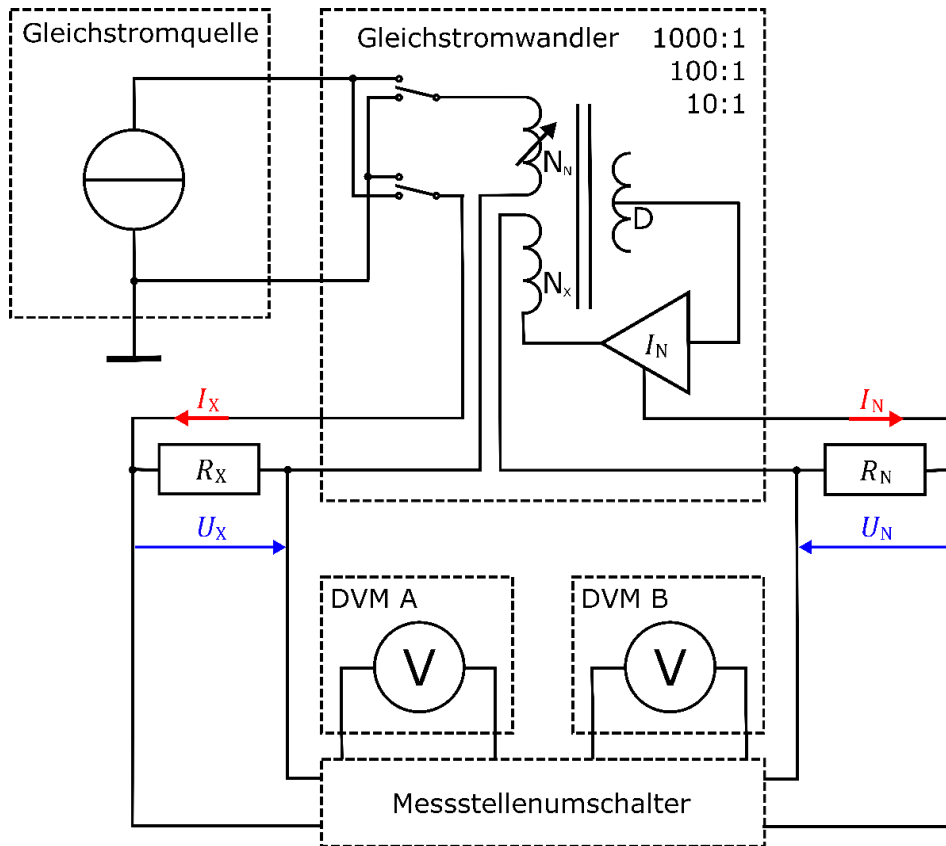 Gleichstromquelle
Gleichstromwandler
1000:1
100:1
10:1
N_N
D
N_X
I_N
I_X
I_N
R_X
R_N
U_X
U_N
DVM A
DVM B
V
V
Messstellenumschalter